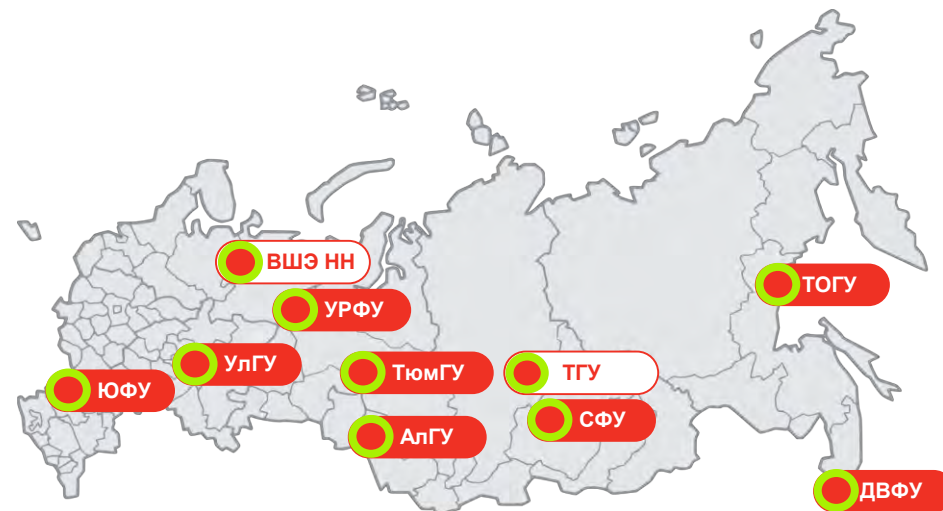 ВШЭ НН
ТОГУ
УРФУ
УлГУ
ТюмГУ
ТГУ
ЮФУ
СФУ
АлГУ
ДВФУ